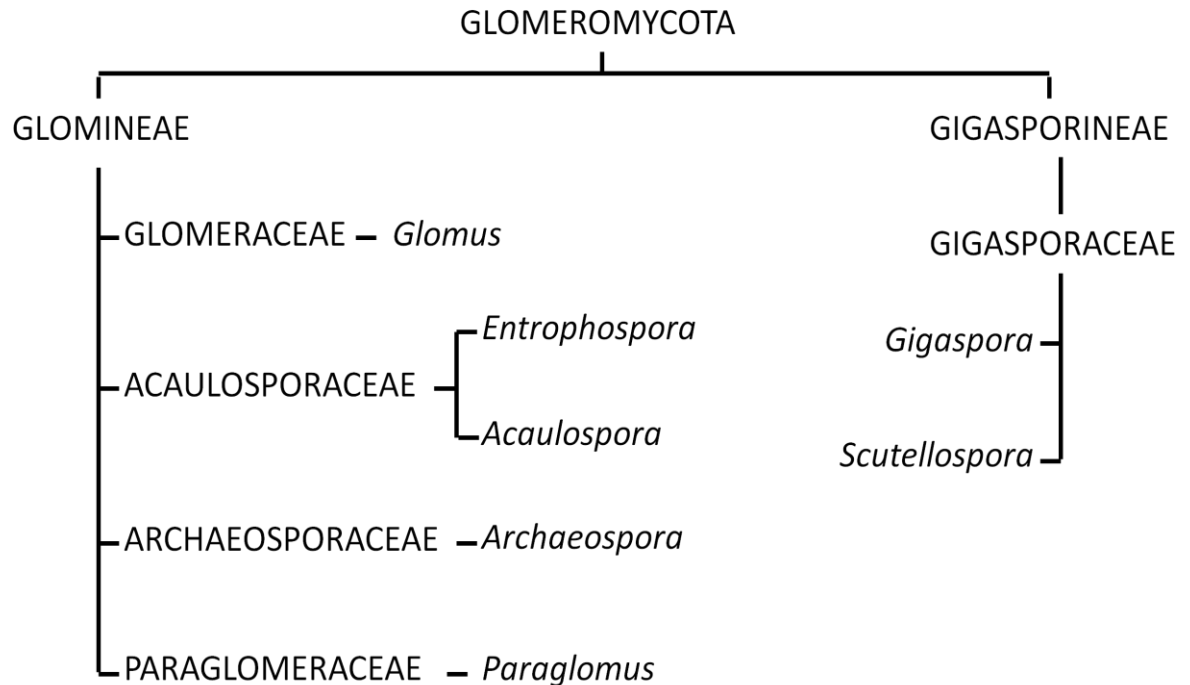 GLOMEROMYCOTA
GLOMINEAE
GIGASPORINEAE
GLOMERACEAE
Glomus
GIGASPORACEAE
Entrophospora
Gigaspora
ACAULOSPORACEAE
Acaulospora
Scutellospora
ARCHAEOSPORACEAE
Archaeospora
PARAGLOMERACEAE
Paraglomus